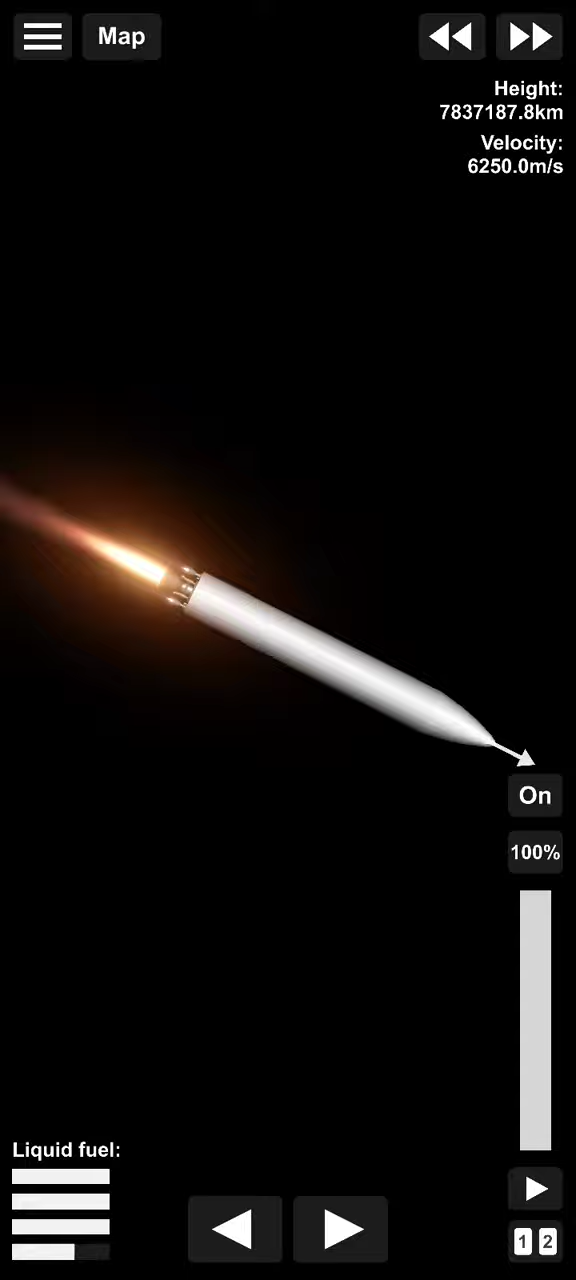 Map
Height:
7837187.8km
Velocity:
6250.0m/s
On
100%
Liquid fuel:
1 2